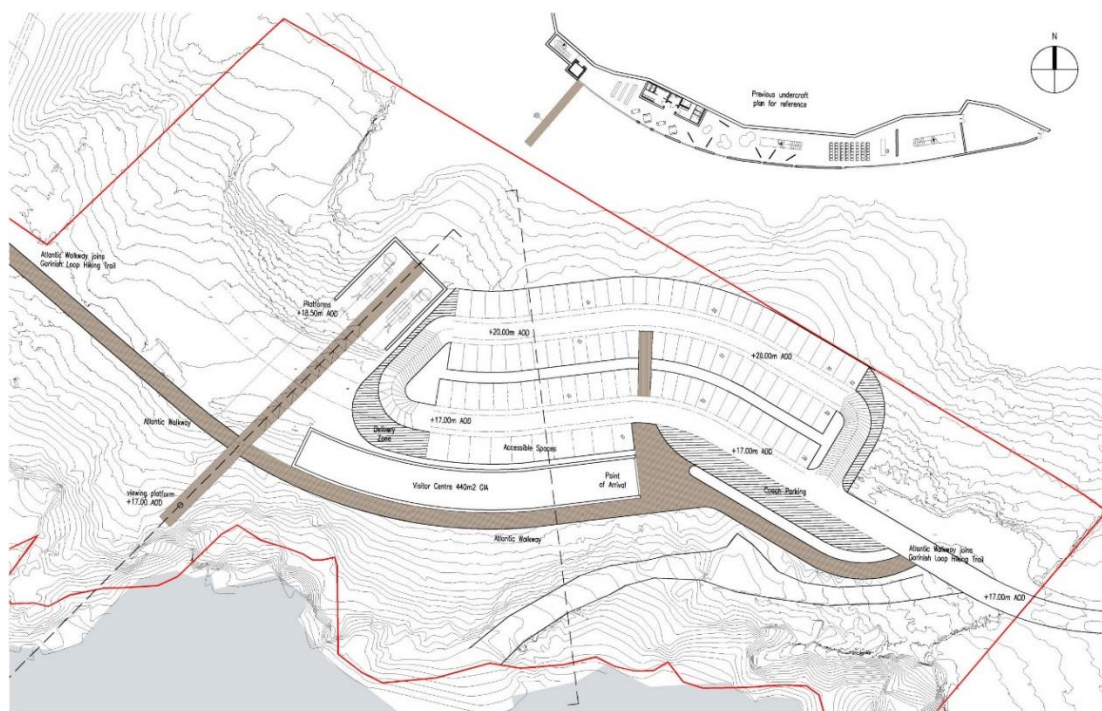 N
Previous undercroft
plan for reference
Atlantic Walkway joins
Garinish Loop Hiking Trail
Platforms
+18.50m AOD
+20.00m AOD
+20.00m AOD
+17.00m AOD
Atlantic Walkway
Delivery
Zone
Accessible Spaces
+17.00m AOD
Visitor Centre 440m2 GIA
Point
of Arrival
Coach Parking
viewing platform
+17.00 AOD
Atlantic Walkway
Atlantic Walkway joins
Garinish Loop Hiking Trail
+17.00m AOD